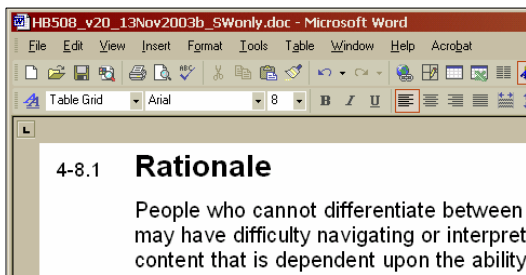 HB508_v20_13Nov2003b_SWonly.doc - Microsoft Word
File Edit View Insert Format Tools Table Window Help Acrobat
Table Grid Arial 8 B I U
L
4-8.1 Rationale
People who cannot differentiate between
may have difficulty navigating or interpret
content that is dependent upon the ability